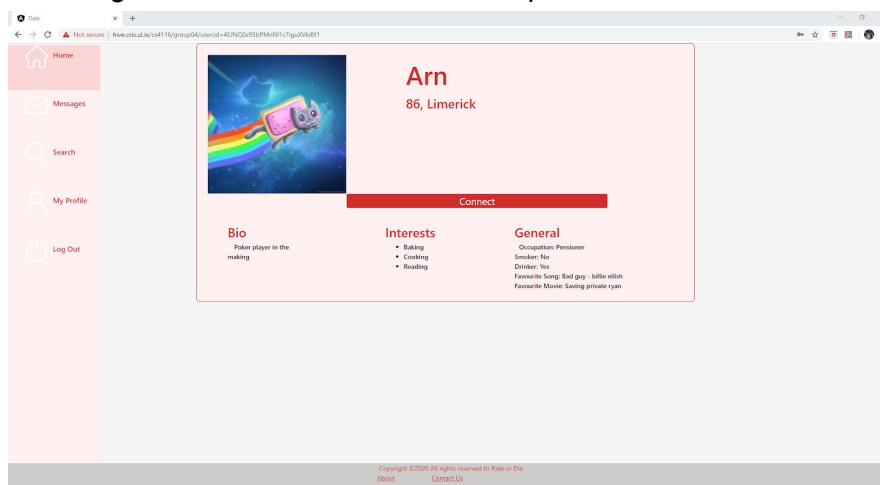 Date
Not secure | hive.csis.ul.ie/cs4116/group04/
Home
Messages
Search
My Profile
Log Out
Arn
86, Limerick
Connect
Bio
Poker player in the
making
Interests
Baking
Cooking
Reading
General
Occupation: Pensioner
Smoker: No
Drinker: Yes
Favourite Song: Bad guy - billie eilish
Favourite Movie: Saving private ryan
Copyright ©2020 All rights reserved to Ride or Die
About Contact Us